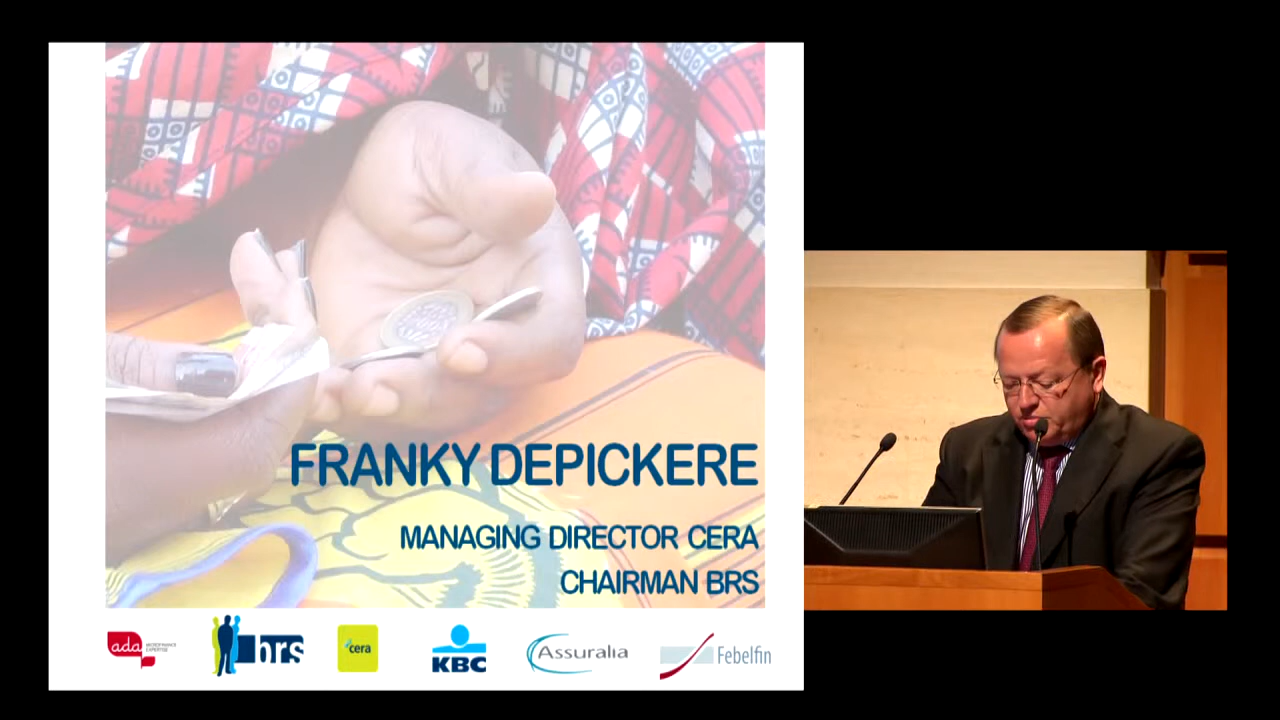 FRANKY DEPICKERE
MANAGING DIRECTOR CERA
CHAIRMAN BRS
ada
brs
cera
KBC
Assuralia
Febelfin